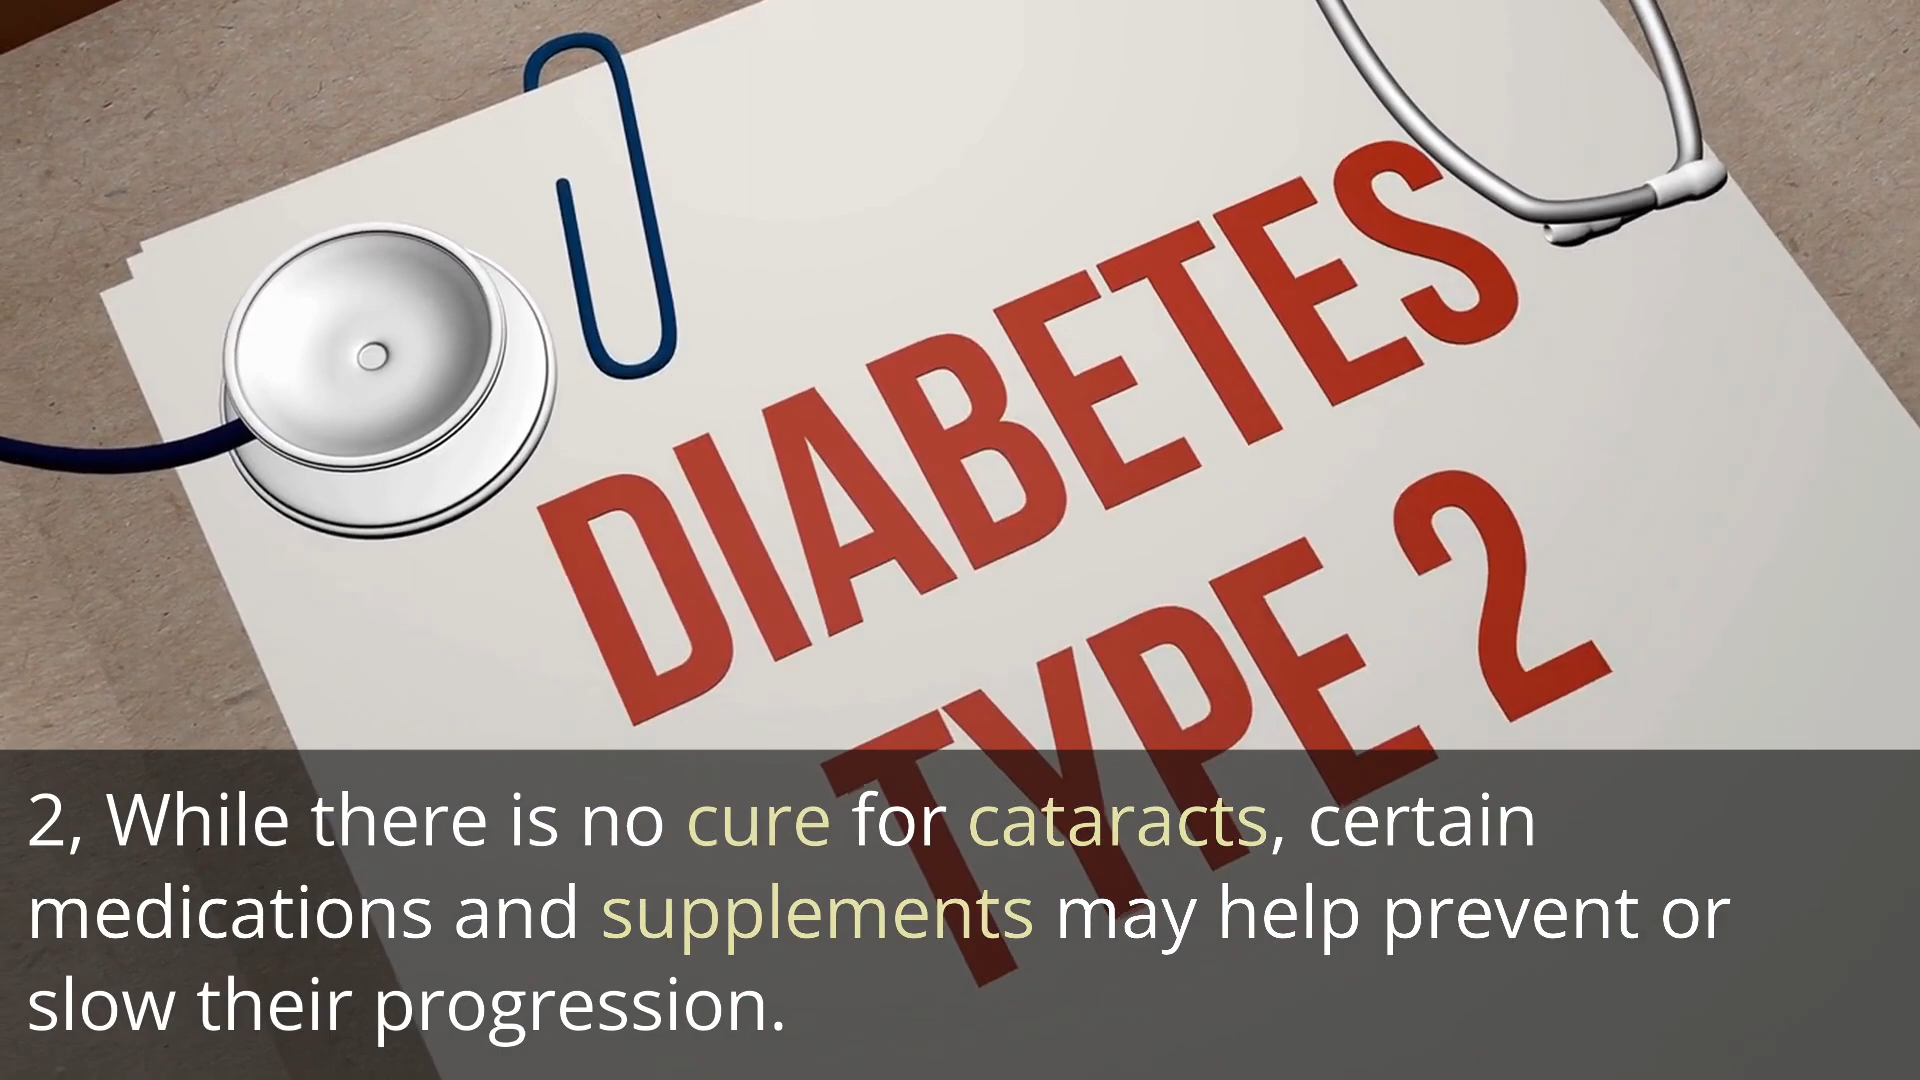 DIABETES
TYPE 2
2, While there is no cure for cataracts, certain
medications and supplements may help prevent or
slow their progression.